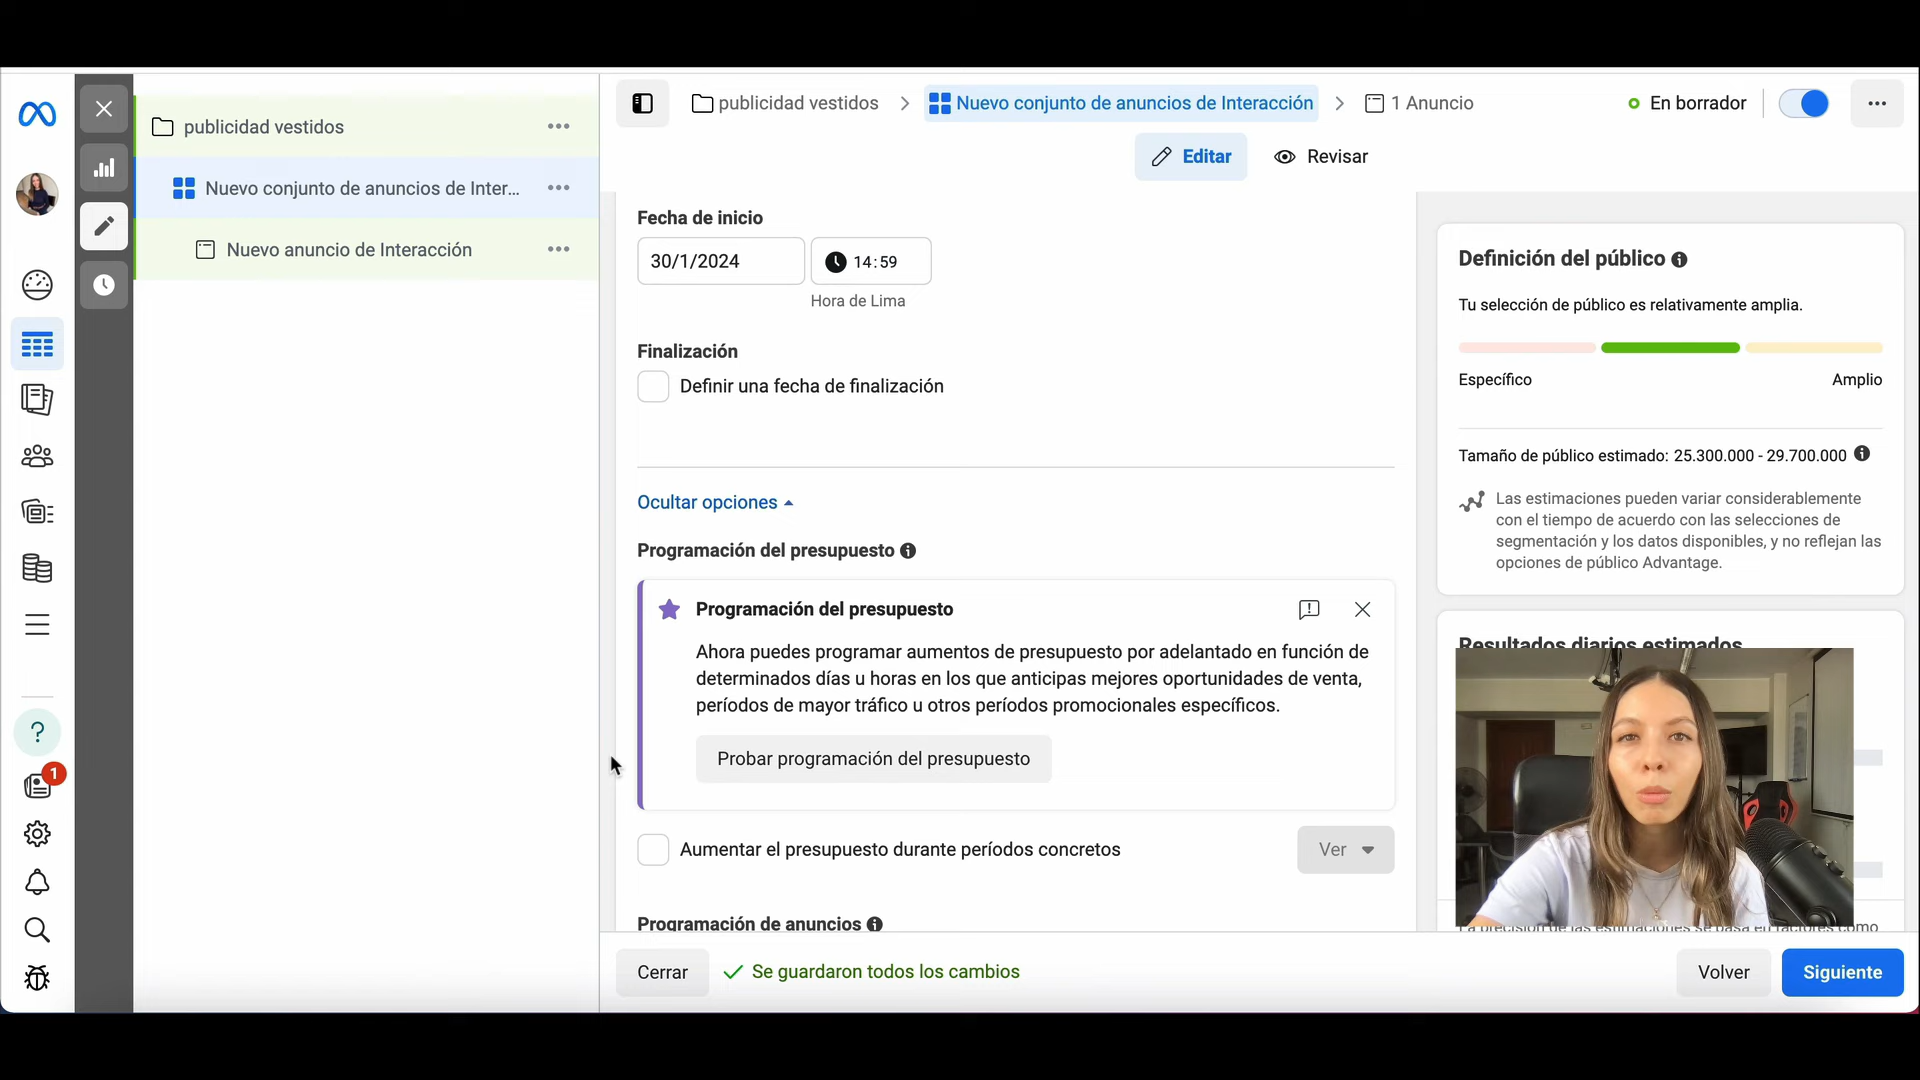 publicidad vestidos
Nuevo conjunto de anuncios de Inter...
Nuevo anuncio de Interacción
publicidad vestidos
Nuevo conjunto de anuncios de Interacción
1 Anuncio
En borrador
Editar
Revisar
Fecha de inicio
30/1/2024
14:59
Hora de Lima
Finalización
Definir una fecha de finalización
Ocultar opciones
Programación del presupuesto
Programación del presupuesto
Ahora puedes programar aumentos de presupuesto por adelantado en función de
determinados días u horas en los que anticipas mejores oportunidades de venta,
períodos de mayor tráfico u otros períodos promocionales específicos.
Probar programación del presupuesto
Aumentar el presupuesto durante períodos concretos
Ver
Programación de anuncios
Definición del público
Tu selección de público es relativamente amplia.
Específico
Amplio
Tamaño de público estimado: 25.300.000 - 29.700.000
Las estimaciones pueden variar considerablemente
con el tiempo de acuerdo con las selecciones de
segmentación y los datos disponibles, y no reflejan las
opciones de público Advantage.
Resultados diarios estimados
La precisión de las estimaciones se basa en factores como
?
1
Cerrar
Se guardaron todos los cambios
Volver
Siguiente